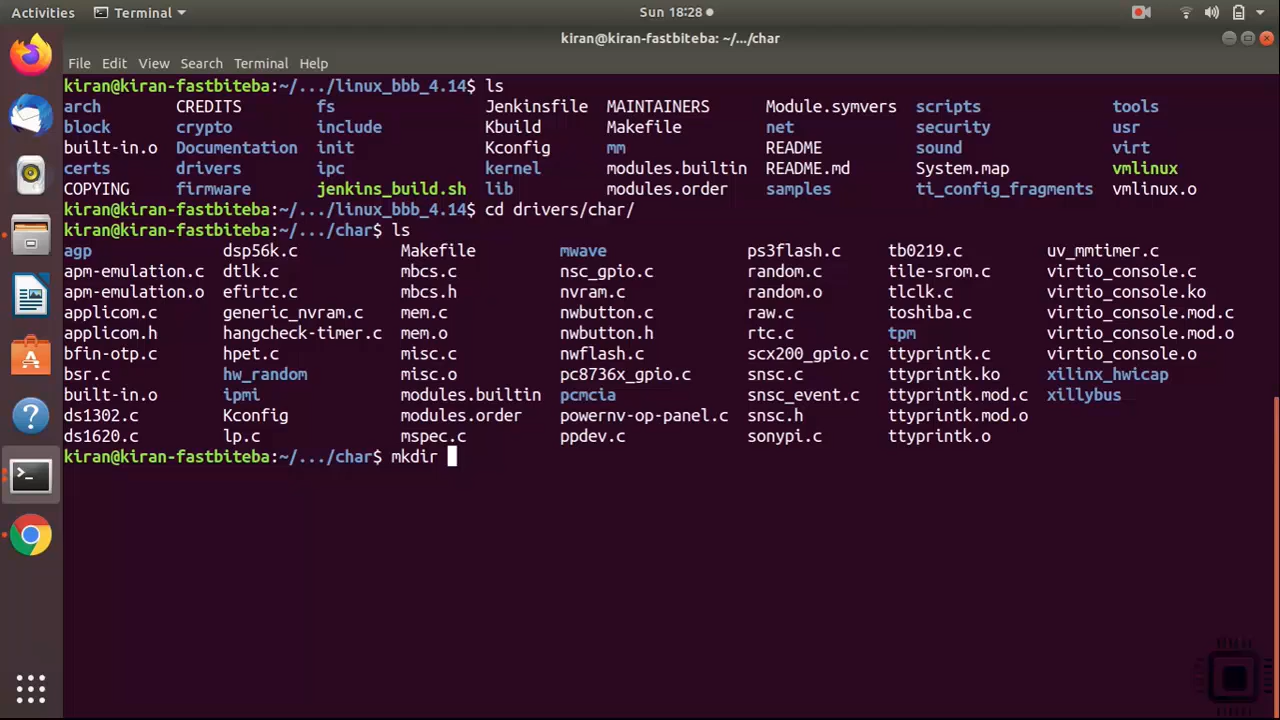 Activities Terminal Sun 18:28
kiran@kiran-fastbiteba: ~/.../char
File Edit View Search Terminal Help
kiran@kiran-fastbiteba:~/.../linux_bbb_4.14$ ls
arch CREDITS fs Jenkinsfile MAINTAINERS Module.symvers scripts tools
block crypto include Kbuild Makefile net security usr
built-in.o Documentation init Kconfig mm README sound virt
certs drivers ipc kernel modules.builtin README.md System.map vmlinux
COPYING firmware jenkins_build.sh lib modules.order samples ti_config_fragments vmlinux.o
kiran@kiran-fastbiteba:~/.../linux_bbb_4.14$ cd drivers/char/
kiran@kiran-fastbiteba:~/.../char$ ls
agp dsp56k.c Makefile mwave ps3flash.c tb0219.c uv_mmtimer.c
apm-emulation.c dtlk.c mbcs.c nsc_gpio.c random.c tile-srom.c virtio_console.c
apm-emulation.o efirtc.c mbcs.h nvram.c random.o tlclk.c virtio_console.ko
applicom.c generic_nvram.c mem.c nwbutton.c raw.c toshiba.c virtio_console.mod.c
applicom.h hangcheck-timer.c mem.o nwbutton.h rtc.c tpm virtio_console.mod.o
bfin-otp.c hpet.c misc.c nwflash.c scx200_gpio.c ttyprintk.c virtio_console.o
bsr.c hw_random misc.o pc8736x_gpio.c snsc.c ttyprintk.ko xilinx_hwicap
built-in.o ipmi modules.builtin pcmcia snsc_event.c ttyprintk.mod.c xillybus
ds1302.c Kconfig modules.order powernv-op-panel.c snsc.h ttyprintk.mod.o
ds1620.c lp.c mspec.c ppdev.c sonypi.c ttyprintk.o
kiran@kiran-fastbiteba:~/.../char$ mkdir